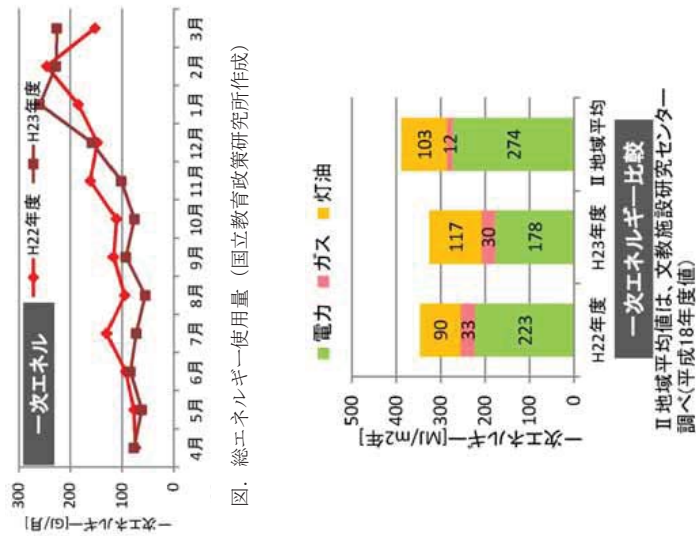 一次エネル
H22年度
H23年度
一次エネルギー[GJ/月]
300
200
100
0
4月 5月 6月 7月 8月 9月 10月 11月 12月 1月 2月 3月
図. 総エネルギー使用量 (国立教育政策研究所作成)
電力 ガス 灯油
一次エネルギー[MJ/m2年]
500
400
300
200
100
0
90
33
223
117
30
178
103
12
274
H22年度 H23年度 Ⅱ地域平均
一次エネルギー比較
Ⅱ地域平均値は、文教施設研究センター
調べ(平成18年度値)